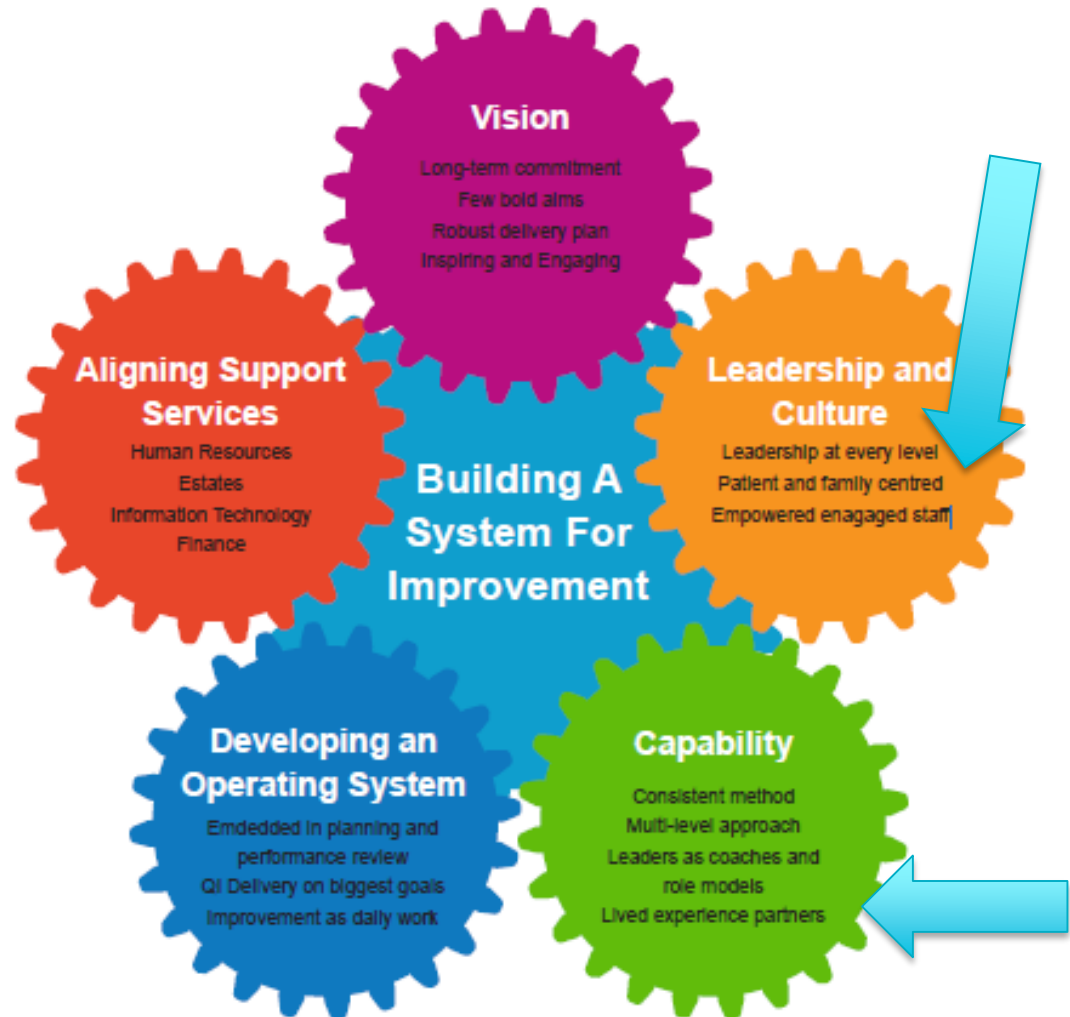 Vision
Long-term commitment
Few bold aims
Robust delivery plan
Inspiring and Engaging
Aligning Support
Services
Human Resources
Estates
Information Technology
Finance
Leadership and
Culture
Leadership at every level
Patient and family centred
Empowered enagaged staff
Building A
System For
Improvement
Developing an
Operating System
Emdedded in planning and
performance review
QI Delivery on biggest goals
Improvement as daily work
Capability
Consistent method
Multi-level approach
Leaders as coaches and
role models
Lived experience partners